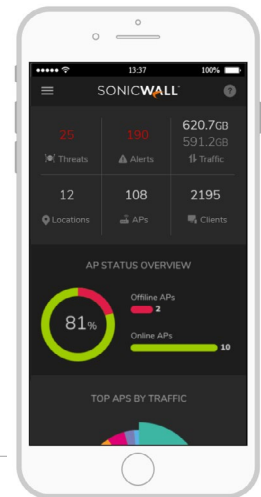 13:37 100%
SONICWALL
?
25 190 620.7GB
591.2GB
Threats Alerts Traffic
12 108 2195
Locations APs Clients
AP STATUS OVERVIEW
81%
Offiline APs
2
Online APs
10
TOP APS BY TRAFFIC